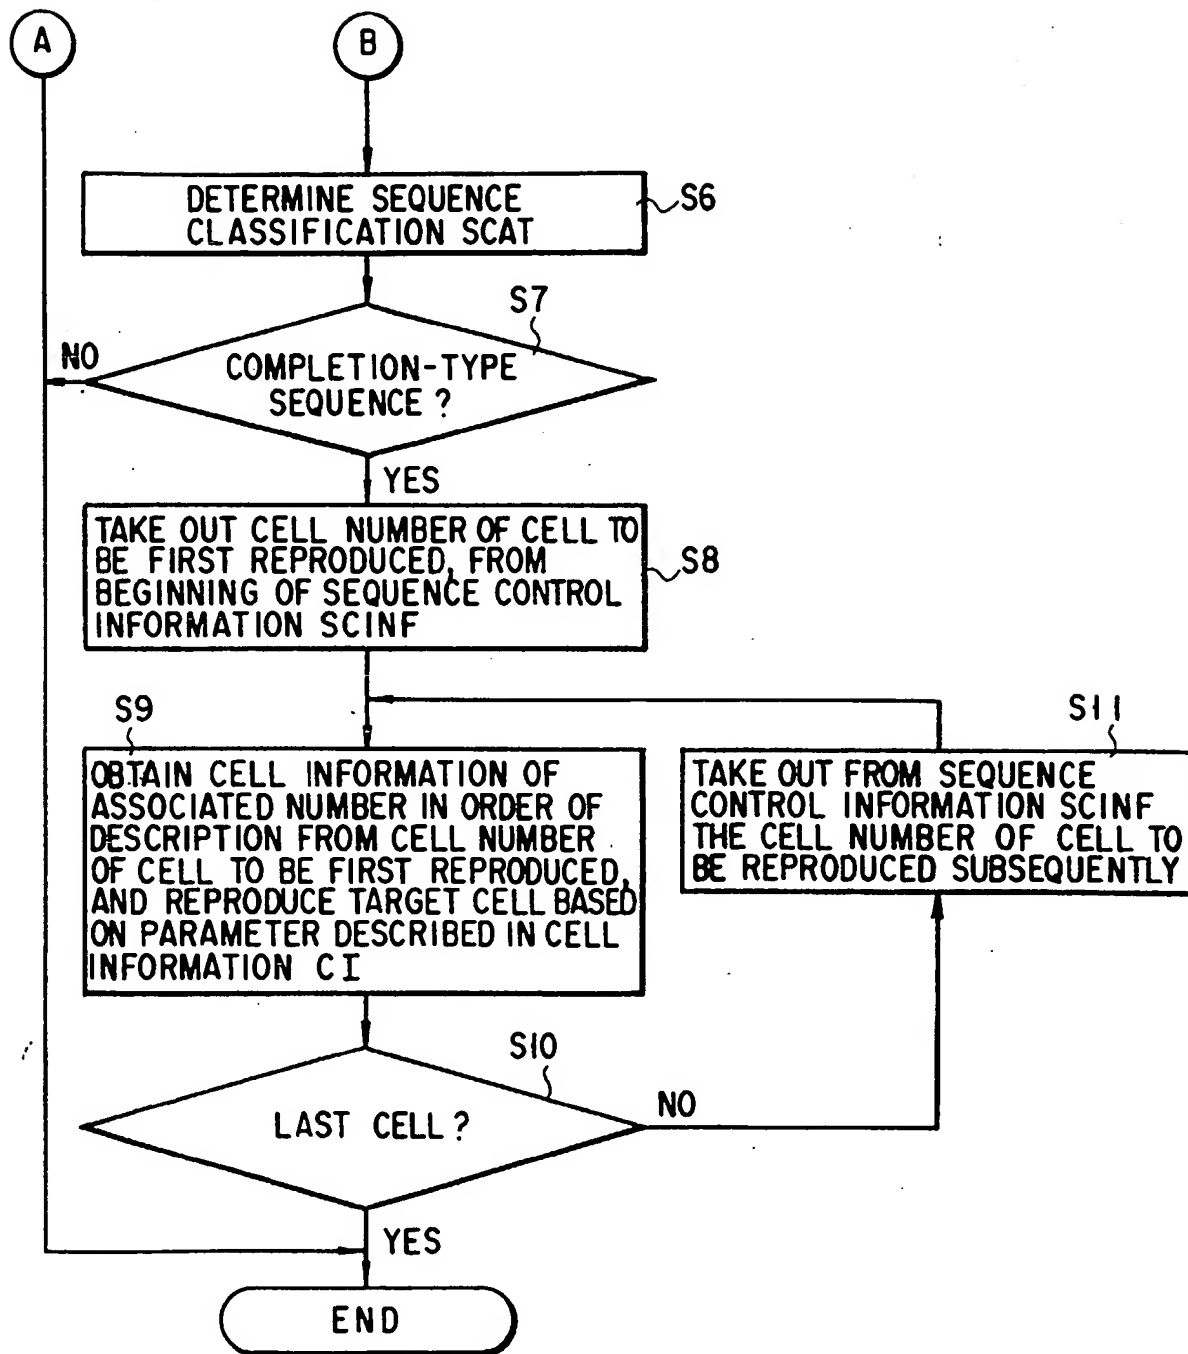 A
B
DETERMINE SEQUENCE
CLASSIFICATION SCAT
S6
S7
NO
COMPLETION-TYPE
SEQUENCE?
YES
TAKE OUT CELL NUMBER OF CELL TO
BE FIRST REPRODUCED, FROM
BEGINNING OF SEQUENCE CONTROL
INFORMATION SCINF
S8
S9
OBTAIN CELL INFORMATION OF
ASSOCIATED NUMBER IN ORDER OF
DESCRIPTION FROM CELL NUMBER
OF CELL TO BE FIRST REPRODUCED,
AND REPRODUCE TARGET CELL BASED
ON PARAMETER DESCRIBED IN CELL
INFORMATION CI
S11
TAKE OUT FROM SEQUENCE
CONTROL INFORMATION SCINF
THE CELL NUMBER OF CELL TO
BE REPRODUCED SUBSEQUENTLY
S10
LAST CELL?
NO
YES
END